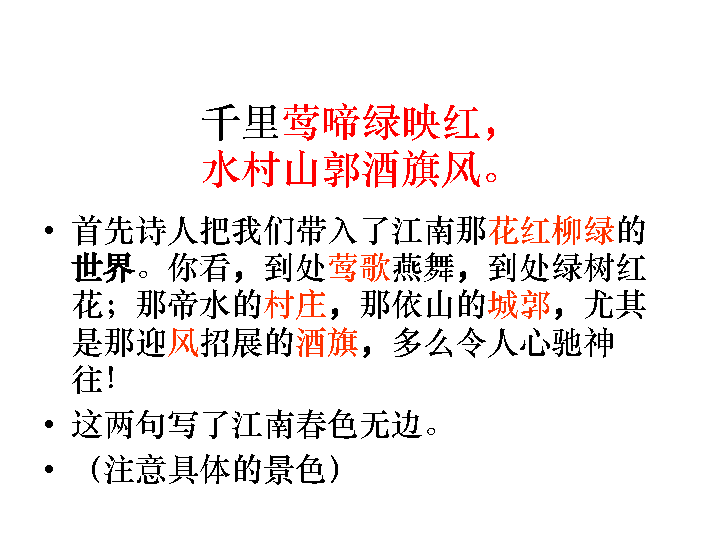 千里莺啼绿映红，
水村山郭酒旗风。
• 首先诗人把我们带入了江南那花红柳绿的
世界。你看，到处莺歌燕舞，到处绿树红
花；那帝水的村庄，那依山的城郭，尤其
是那迎风招展的酒旗，多么令人心驰神
往！
• 这两句写了江南春色无边。
• （注意具体的景色）